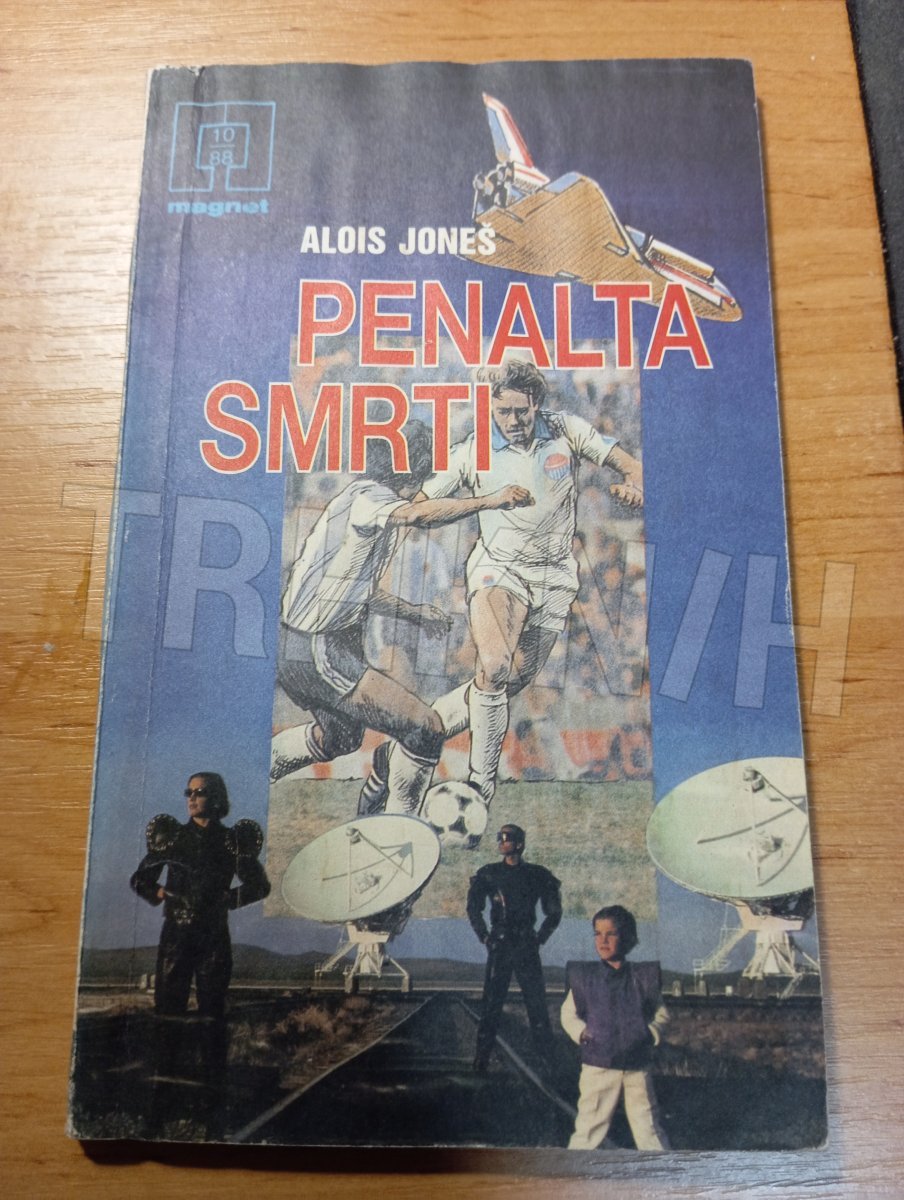 10
88
magnet
ALOIS JONEŠ
PENALTA
SMRTI